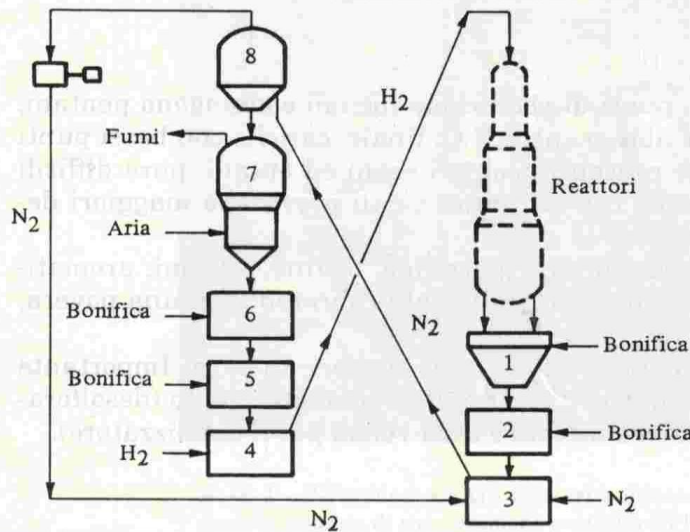 8
H2
Fumi
7
Reattori
N2
Aria
N2
6
Bonifica
1
Bonifica
Bonifica
5
2
Bonifica
H2
4
3
N2
N2